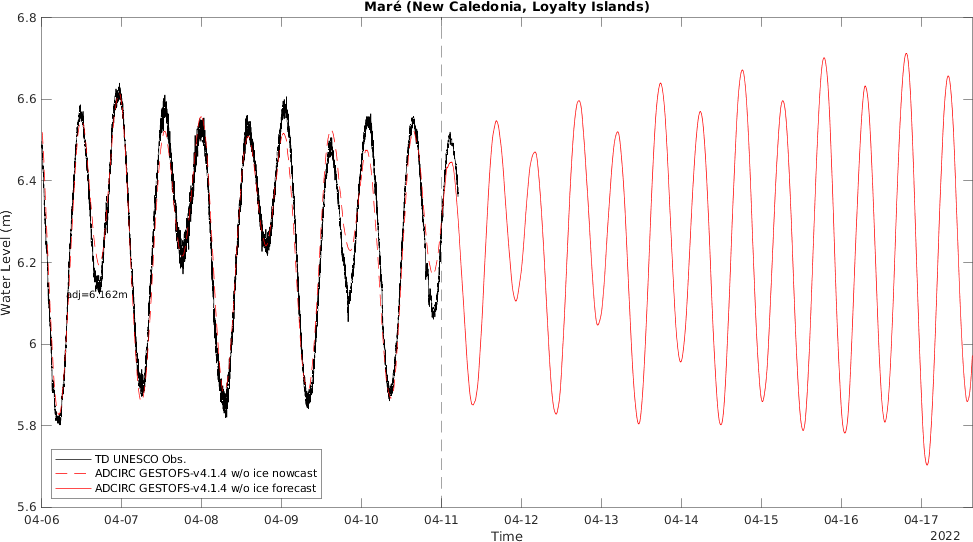 Maré (New Caledonia, Loyalty Islands)
6.8
6.6
6.4
6.2
6
5.8
5.6
Water Level (m)
adj=6.162m
TD UNESCO Obs.
ADCIRC GESTOFS-v4.1.4 w/o ice nowcast
ADCIRC GESTOFS-v4.1.4 w/o ice forecast
04-06 04-07 04-08 04-09 04-10 04-11 04-12 04-13 04-14 04-15 04-16 04-17
Time
2022